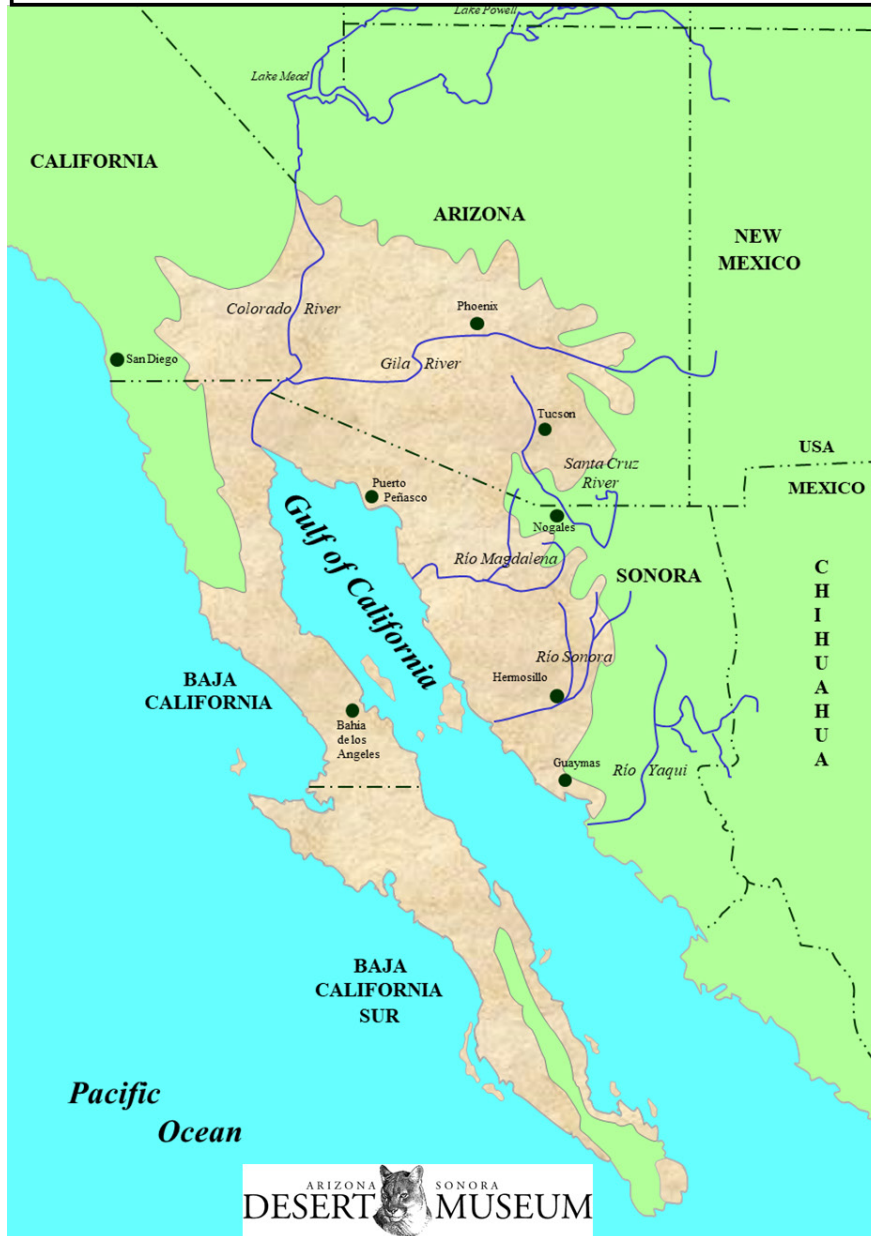 Lake Powell
Lake Mead
CALIFORNIA
ARIZONA
NEW
MEXICO
Colorado River
Phoenix
San Diego
Gila River
Tucson
Santa Cruz
River
USA
MEXICO
Puerto
Peñasco
Nogales
Gulf of California
Río Magdalena
SONORA
CHIHUAHUA
Río Sonora
Hermosillo
BAJA
CALIFORNIA
Bahía
de los
Angeles
Guaymas
Río Yaqui
BAJA
CALIFORNIA
SUR
Pacific
Ocean
ARIZONA SONORA
DESERT MUSEUM